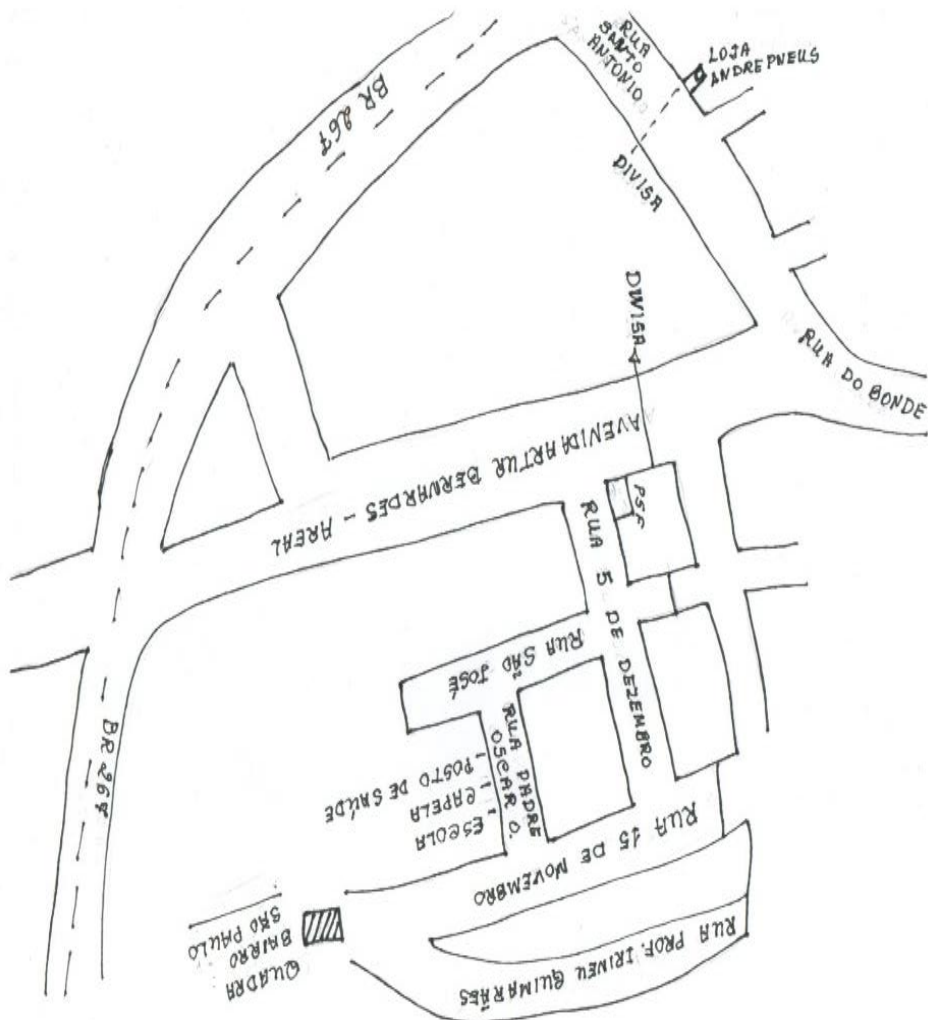 RUA
SANTO
ANTONIO
LOJA
ANDREPNEUS
BR 267
DIVISA
DIVISA
RUA DO BONDE
AVENIDA ARTUR BERNARDES - AREAL
PSF
RUA 5 DE DEZEMBRO
RUA SÃO JOSÉ
RUA PADRE
OSCAR O.
POSTO DE SAÚDE
CAPELA
ESCOLA
BR 267
RUA 15 DE NOVEMBRO
RUA PROF. IRINEU GUIMARÃES
QUADRA
BAIRRO
SÃO PAULO